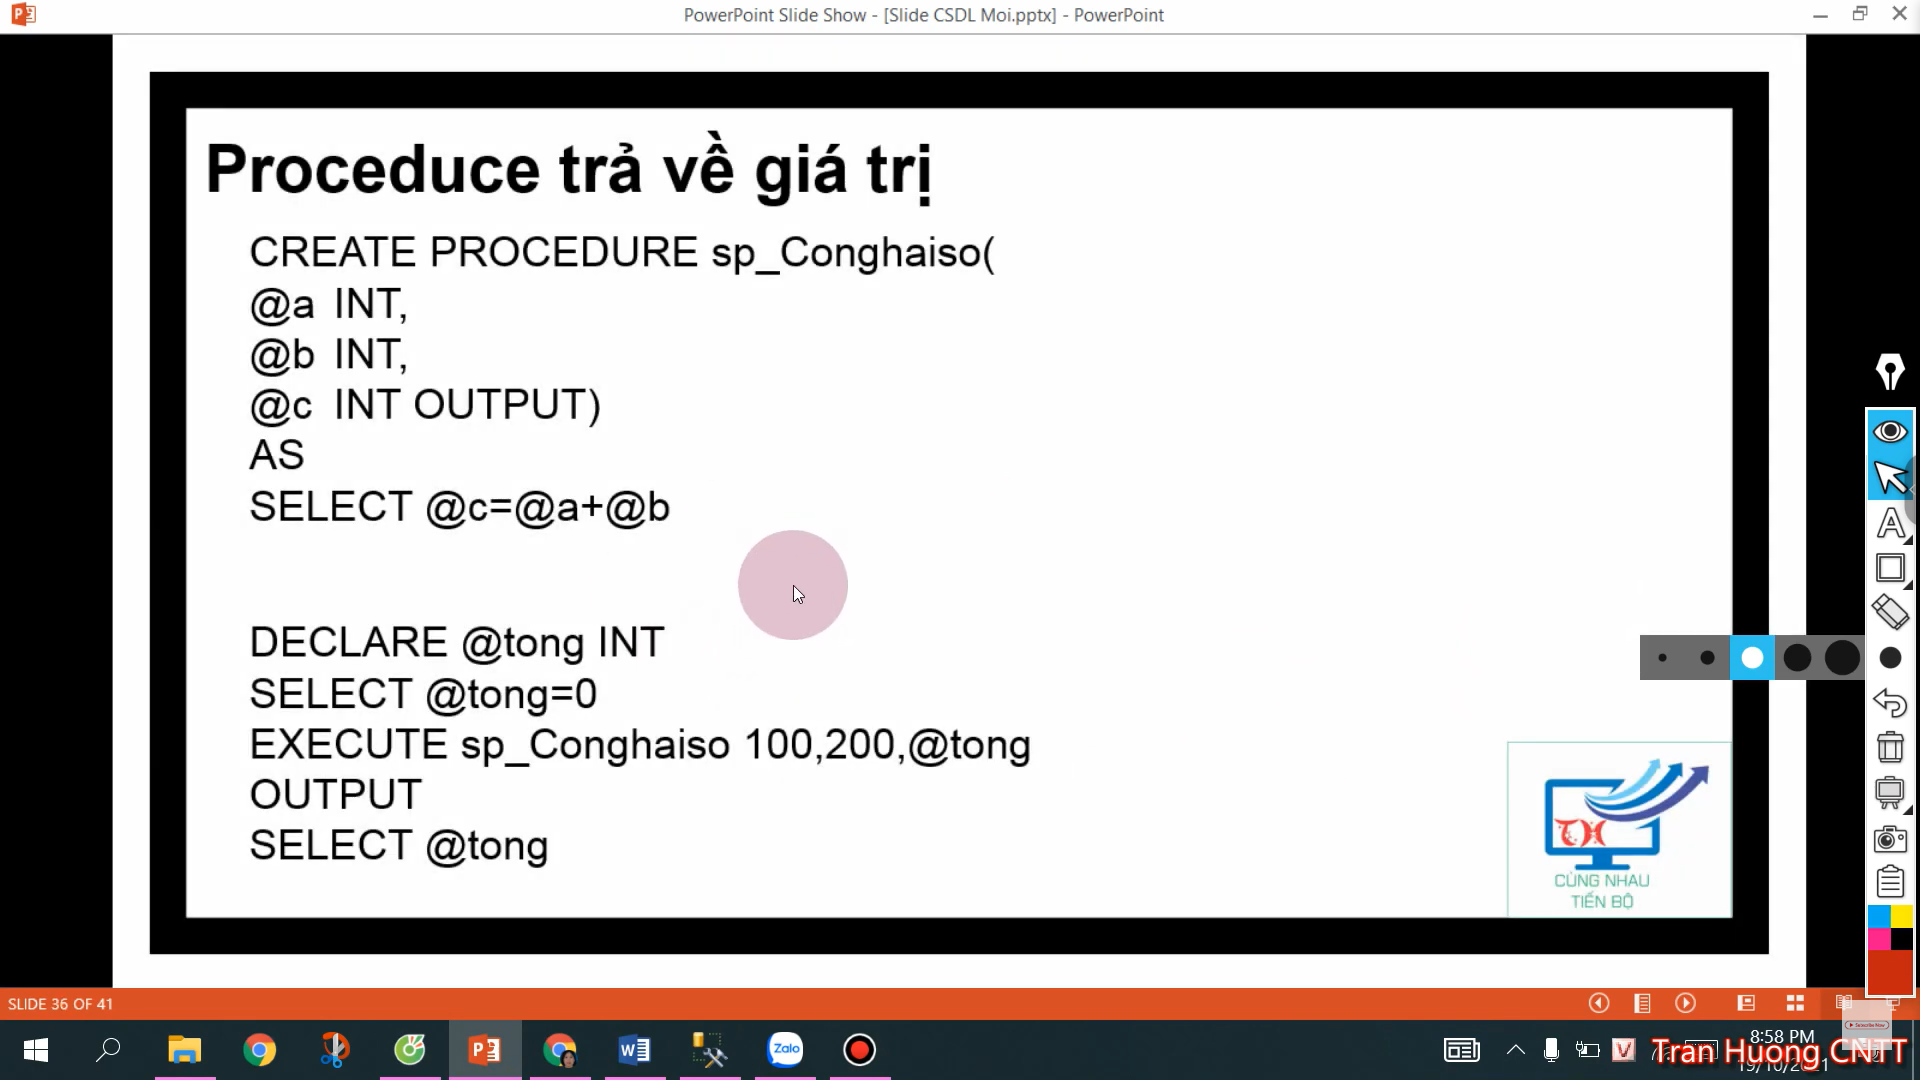 PowerPoint Slide Show - [Slide CSDL Moi.pptx] - PowerPoint
Proceduce trả về giá trị
CREATE PROCEDURE sp_Conghaiso(
@a INT,
@b INT,
@c INT OUTPUT)
AS
SELECT @c=@a+@b
DECLARE @tong INT
SELECT @tong=0
EXECUTE sp_Conghaiso 100,200,@tong
OUTPUT
SELECT @tong
TH
CÙNG NHAU
TIẾN BỘ
SLIDE 36 OF 41
Zalo
8:58 PM
Tran Huong CNTT